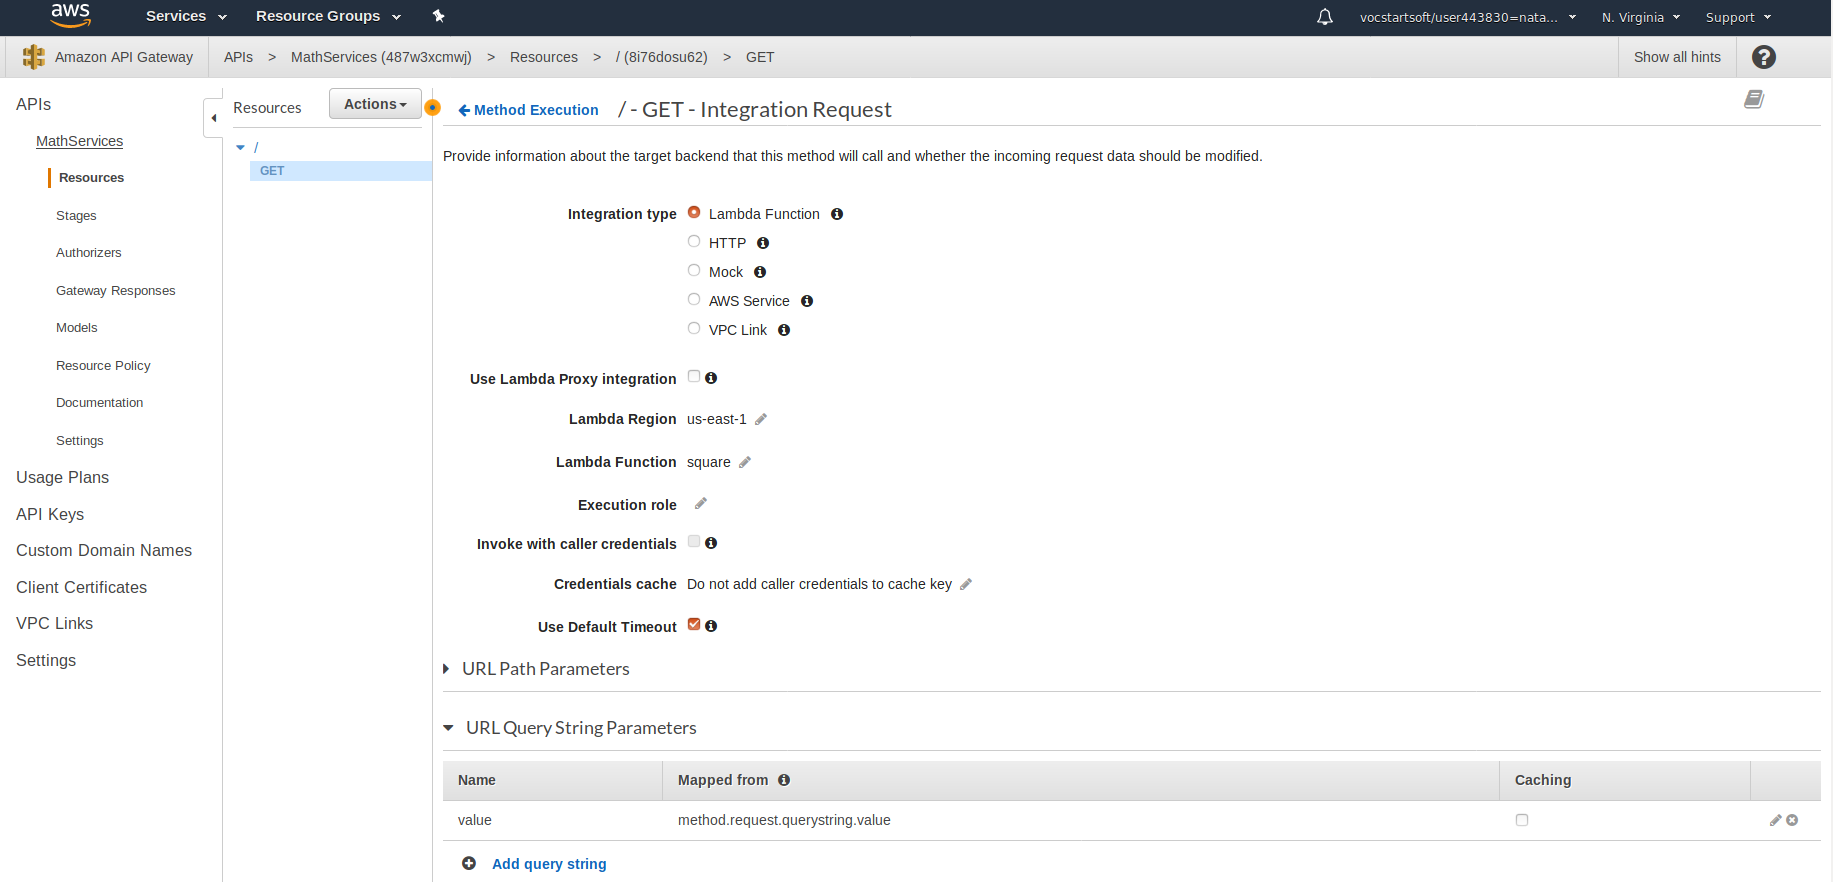 aws Services Resource Groups vocstartsoft/user443830=nata... N. Virginia Support
Amazon API Gateway APIs > MathServices (487w3xcmwj) > Resources > / (8i76dosu62) > GET Show all hints ?
APIs
MathServices
Resources
Stages
Authorizers
Gateway Responses
Models
Resource Policy
Documentation
Settings
Usage Plans
API Keys
Custom Domain Names
Client Certificates
VPC Links
Settings
Resources Actions
/
GET
Method Execution / - GET - Integration Request
Provide information about the target backend that this method will call and whether the incoming request data should be modified.
Integration type Lambda Function
HTTP
Mock
AWS Service
VPC Link
Use Lambda Proxy integration
Lambda Region us-east-1
Lambda Function square
Execution role
Invoke with caller credentials
Credentials cache Do not add caller credentials to cache key
Use Default Timeout
URL Path Parameters
URL Query String Parameters
Name Mapped from Caching
value method.request.querystring.value
Add query string